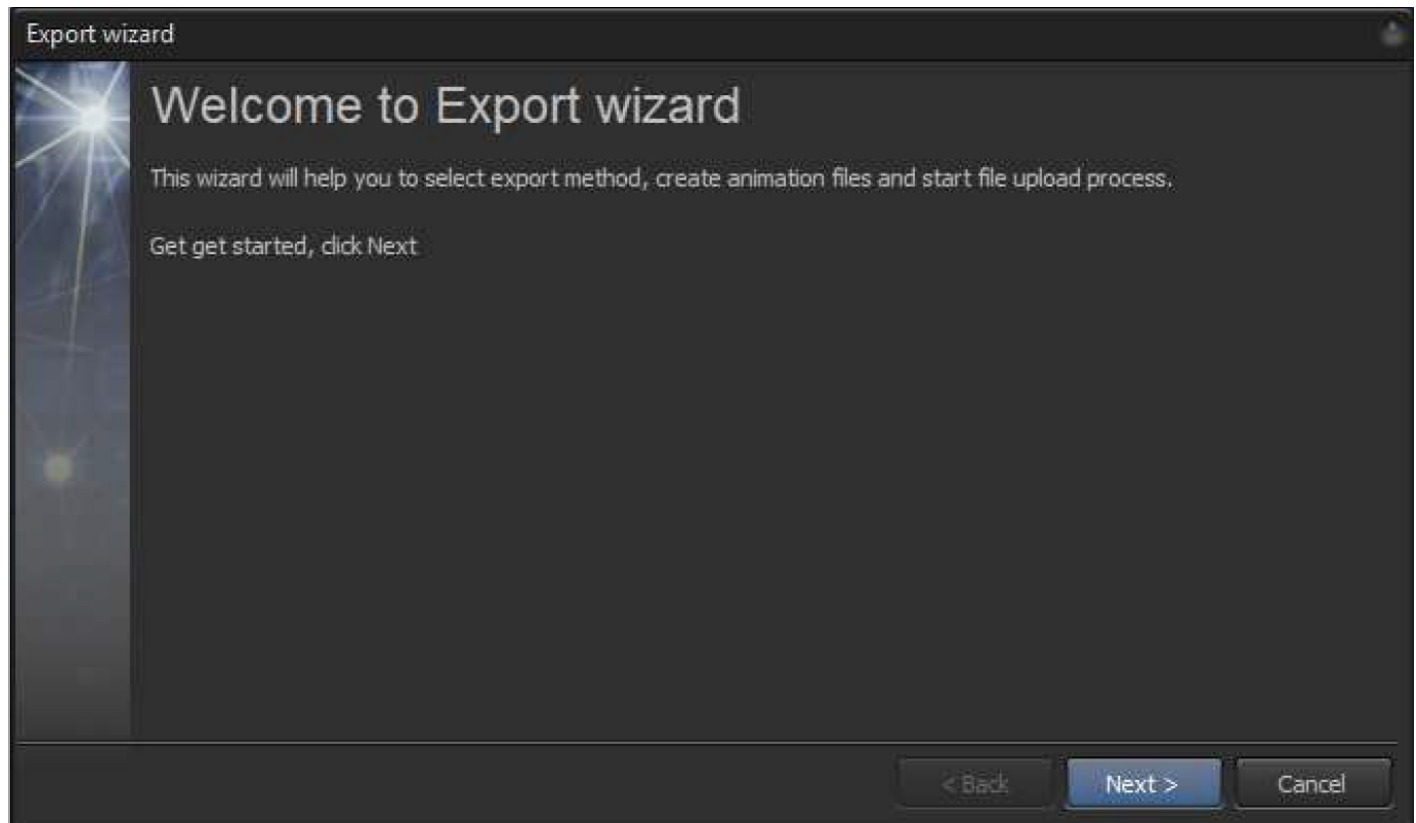 Export wizard
Welcome to Export wizard
This wizard will help you to select export method, create animation files and start file upload process.
Get get started, click Next
< Back
Next >
Cancel